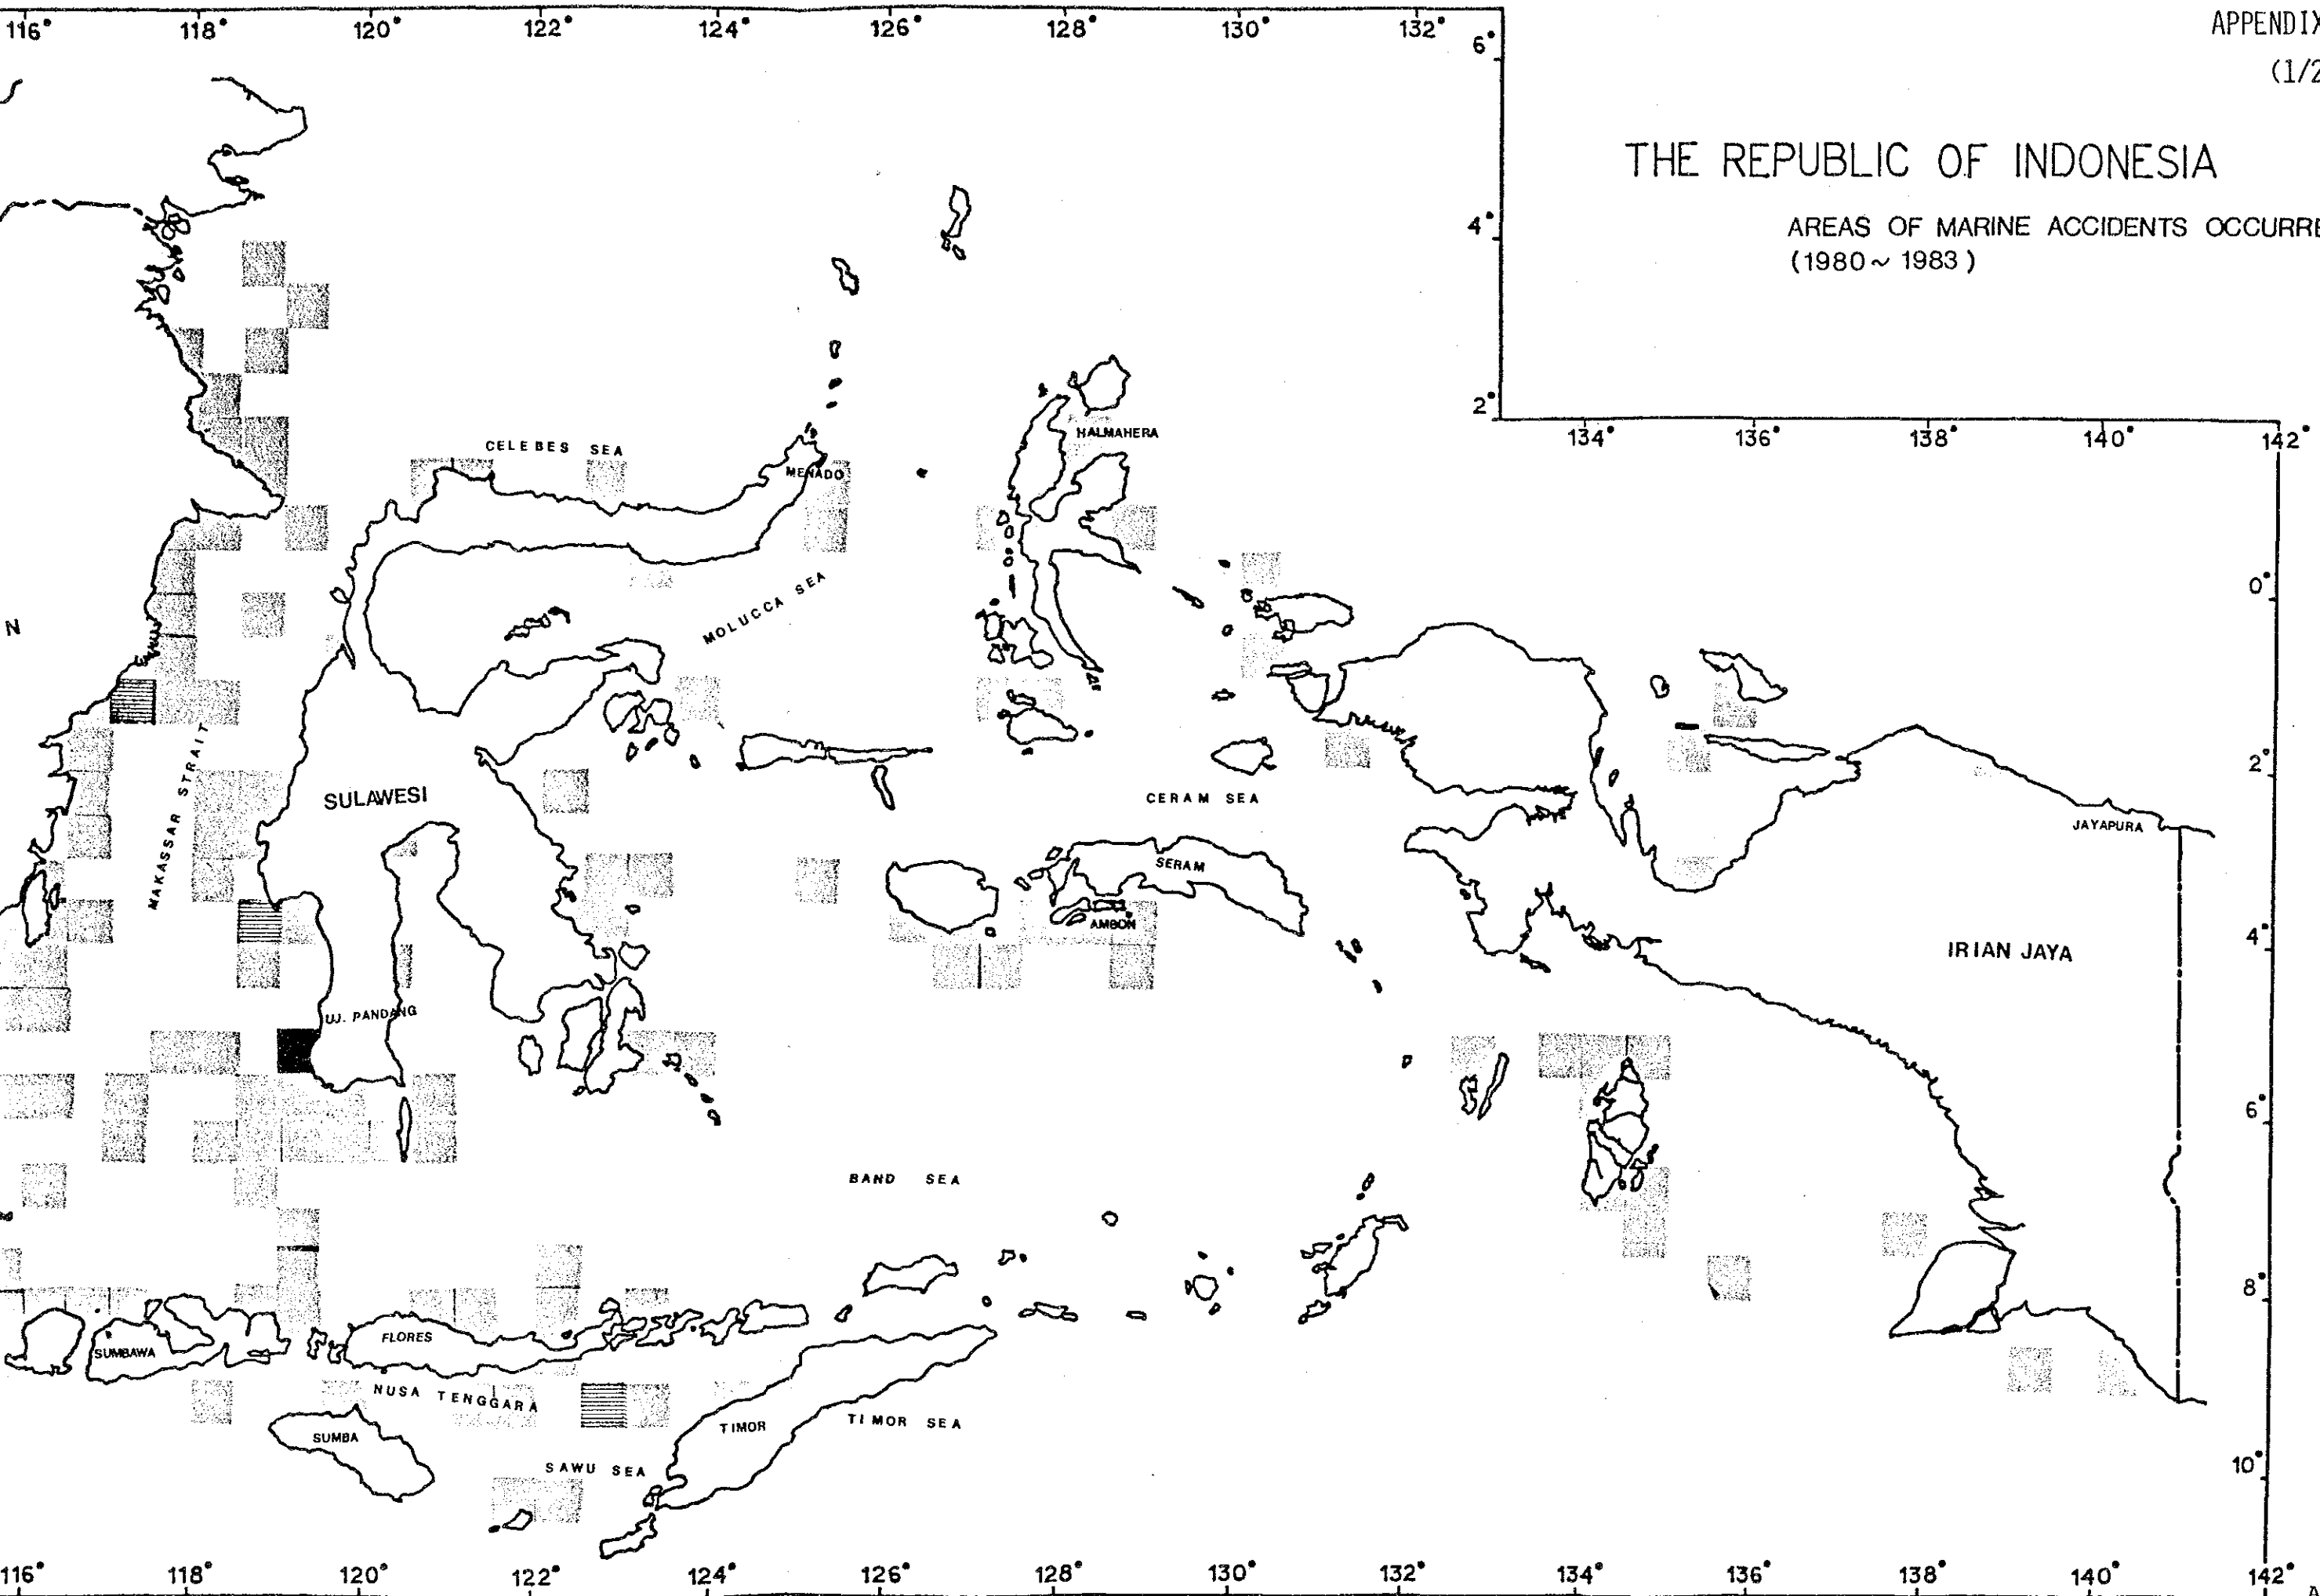 116° 118° 120° 122° 124° 126° 128° 130° 132°
6°
APPENDIX
(1/2
THE REPUBLIC OF INDONESIA
4°
AREAS OF MARINE ACCIDENTS OCCURRE
(1980~1983)
2°
134° 136° 138° 140° 142°
HALMAHERA
CELEBES SEA
MENADO
0°
MOLUCCA SEA
N
2°
SULAWESI
CERAM SEA
MAKASSAR STRAIT
JAYAPURA
SERAM
AMBON
4°
IRIAN JAYA
UJ. PANDANG
6°
BAND SEA
8°
FLORES
SUMBAWA
NUSA TENGGARA
TIMOR
TIMOR SEA
SUMBA
SAWU SEA
10°
116° 118° 120° 122° 124° 126° 128° 130° 132° 134° 136° 138° 140° 142°